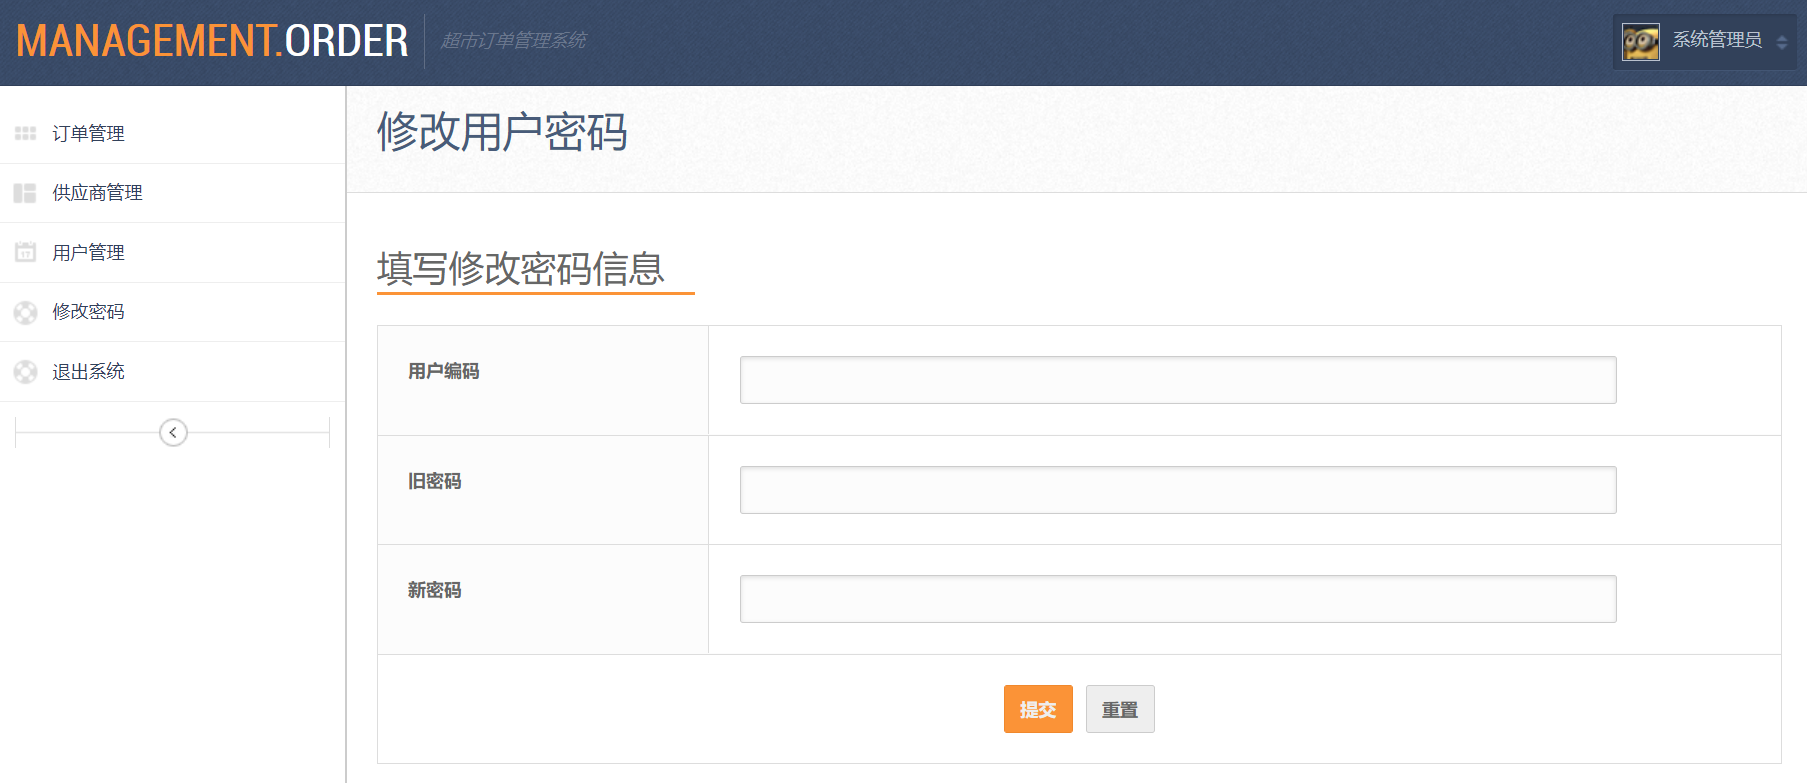 MANAGEMENT.ORDER
超市订单管理系统
系统管理员
订单管理
供应商管理
用户管理
修改密码
退出系统
修改用户密码
填写修改密码信息
用户编码
旧密码
新密码
提交
重置